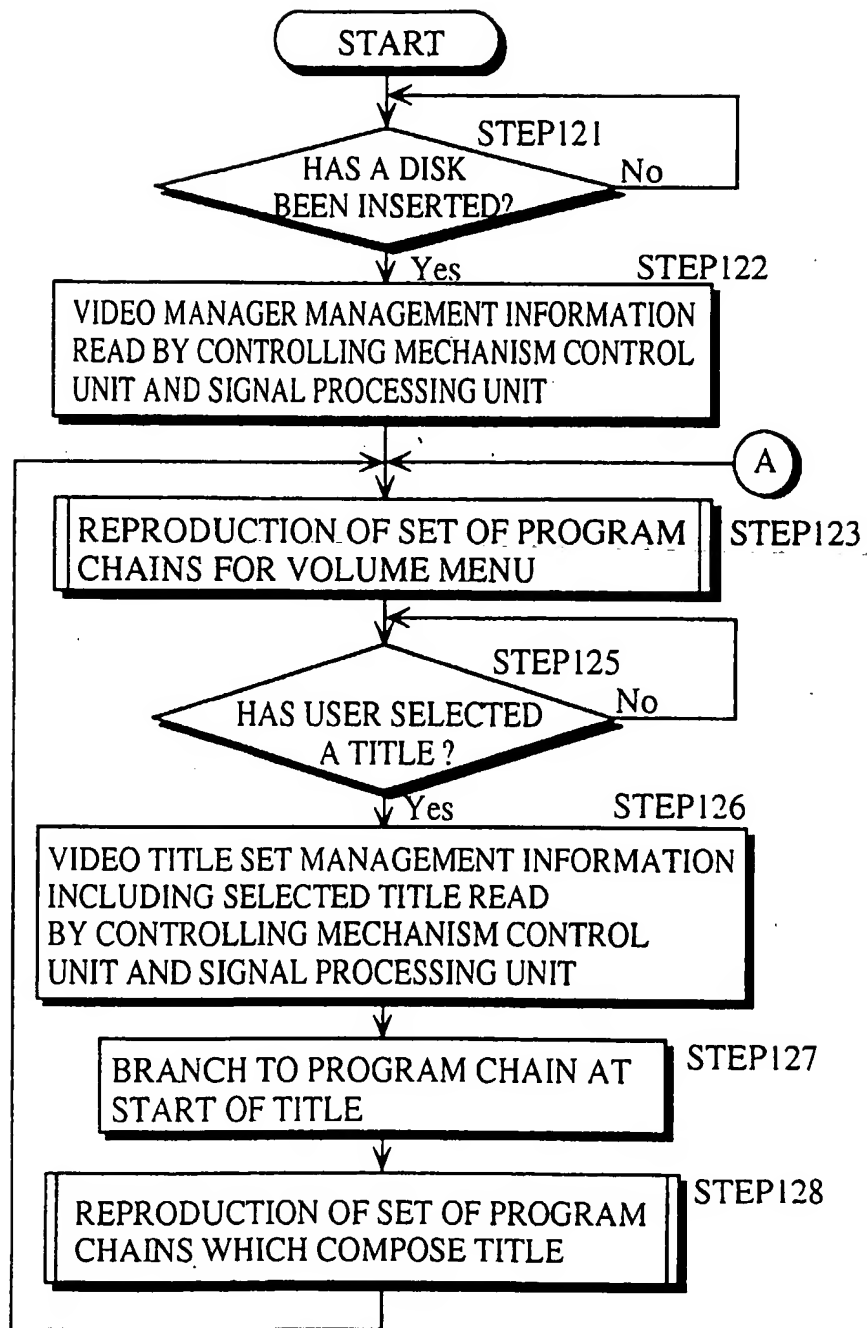 START
STEP121
HAS A DISK
BEEN INSERTED?
No
Yes
STEP122
VIDEO MANAGER MANAGEMENT INFORMATION
READ BY CONTROLLING MECHANISM CONTROL
UNIT AND SIGNAL PROCESSING UNIT
A
REPRODUCTION OF SET OF PROGRAM
CHAINS FOR VOLUME MENU
STEP123
STEP125
HAS USER SELECTED
A TITLE ?
No
Yes
STEP126
VIDEO TITLE SET MANAGEMENT INFORMATION
INCLUDING SELECTED TITLE READ
BY CONTROLLING MECHANISM CONTROL
UNIT AND SIGNAL PROCESSING UNIT
BRANCH TO PROGRAM CHAIN AT
START OF TITLE
STEP127
REPRODUCTION OF SET OF PROGRAM
CHAINS WHICH COMPOSE TITLE
STEP128